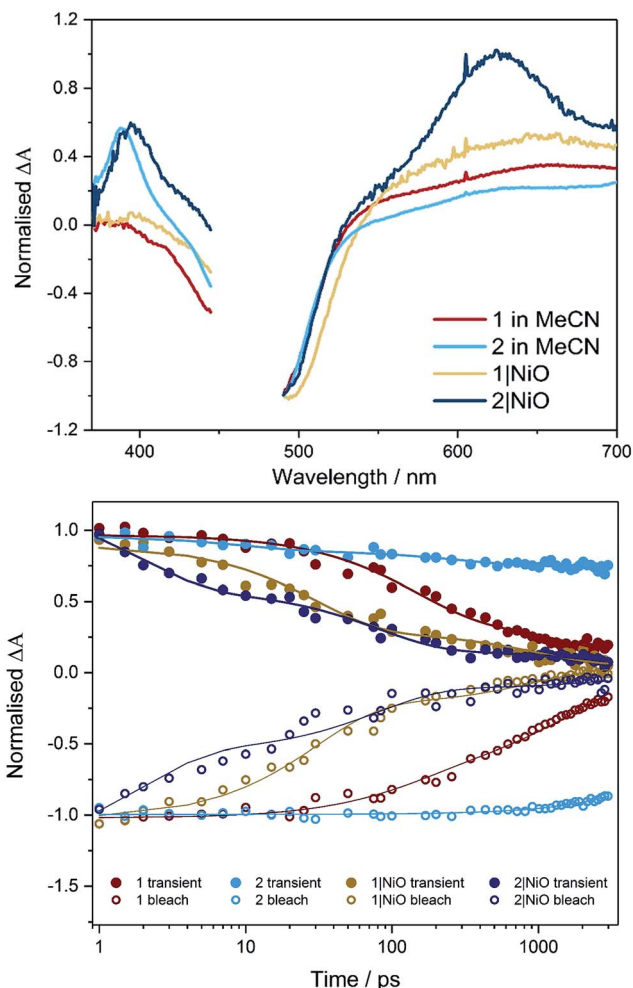 1.2
0.8
0.4
0.0
-0.4
-0.8
-1.2
Normalised ΔA
1 in MeCN
2 in MeCN
1|NiO
2|NiO
400 500 600 700
Wavelength / nm
1.0
0.5
0.0
-0.5
-1.0
-1.5
Normalised ΔA
1 transient 2 transient 1|NiO transient 2|NiO transient
1 bleach 2 bleach 1|NiO bleach 2|NiO bleach
1 10 100 1000
Time / ps